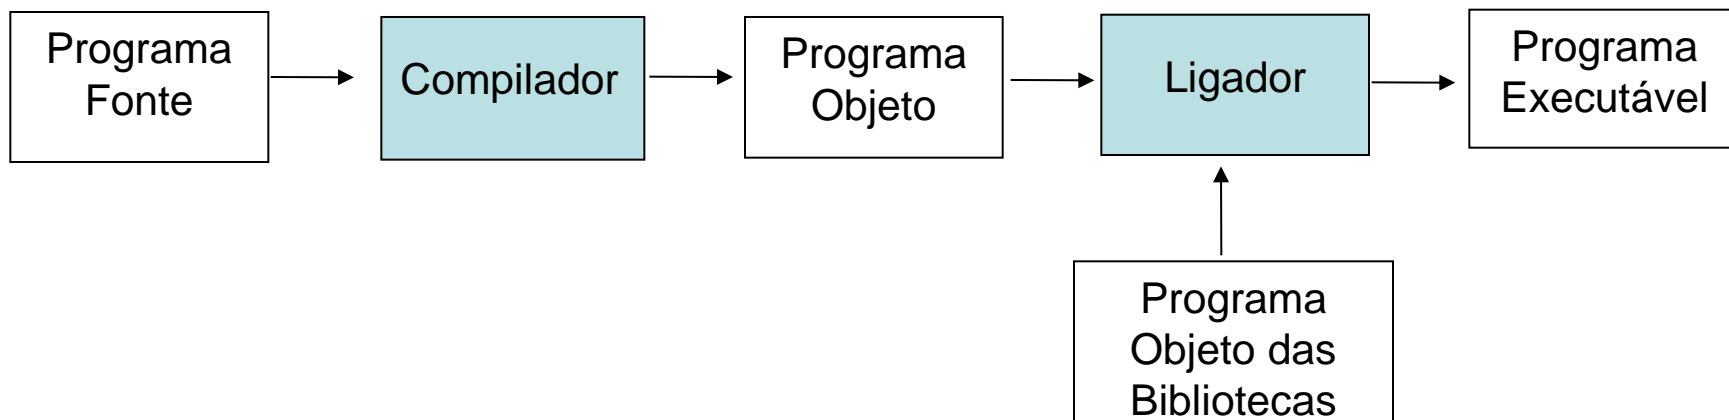 Programa
Fonte
Compilador
Programa
Objeto
Ligador
Programa
Executável
Programa
Objeto das
Bibliotecas